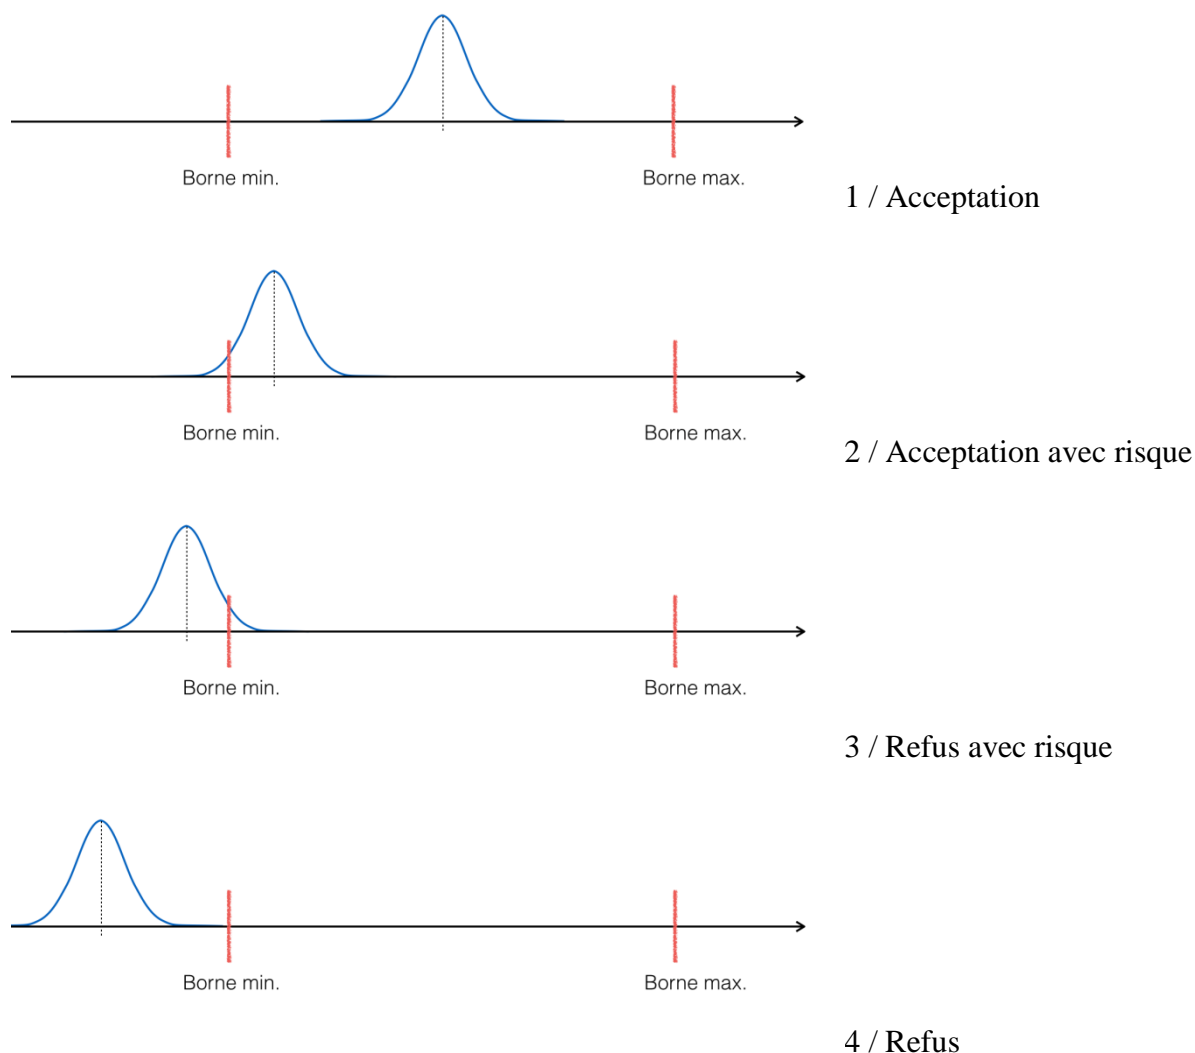 Borne min.
Borne max.
1 / Acceptation
Borne min.
Borne max.
2 / Acceptation avec risque
Borne min.
Borne max.
3 / Refus avec risque
Borne min.
Borne max.
4 / Refus